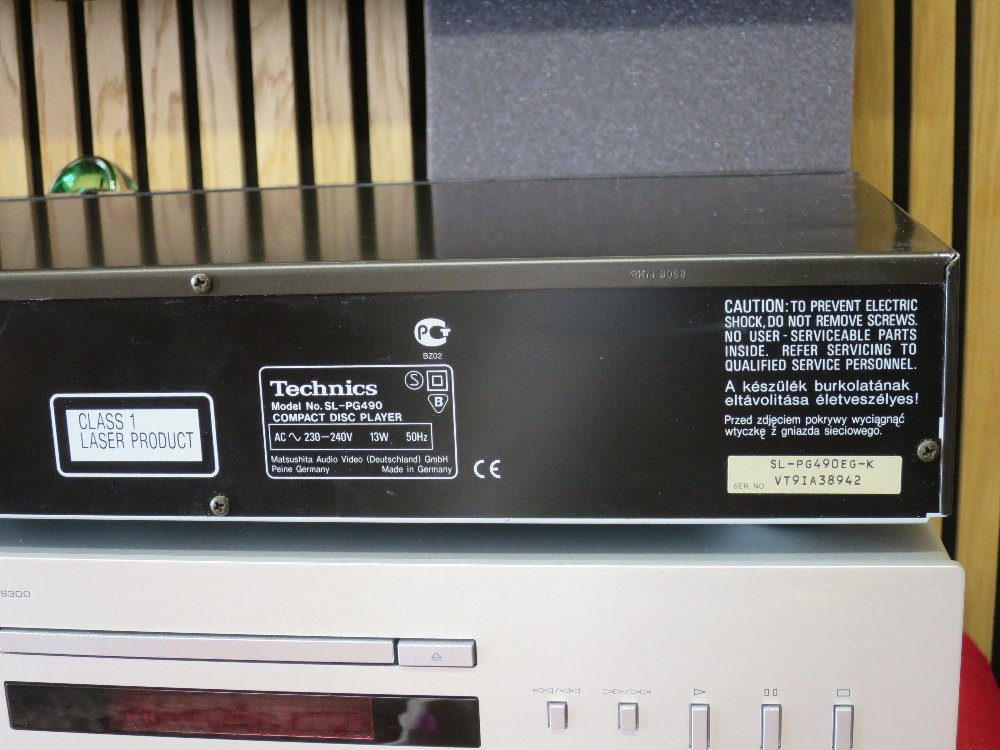 RKM 0098
PCT
BZ02
CAUTION: TO PREVENT ELECTRIC
SHOCK, DO NOT REMOVE SCREWS.
NO USER-SERVICEABLE PARTS
INSIDE. REFER SERVICING TO
QUALIFIED SERVICE PERSONNEL.
A készülék burkolatának
eltávolítása életveszélyes!
Przed zdjęciem pokrywy wyciągnąć
wtyczkę z gniazda sieciowego.
SL-PG490EG-K
SER. NO. VT9IA38942
CLASS 1
LASER PRODUCT
Technics S
B
Model No. SL-PG490
COMPACT DISC PLAYER
AC ~ 230-240V 13W 50Hz
Matsushita Audio Video (Deutschland) GmbH
Peine Germany Made in Germany
CE
S300